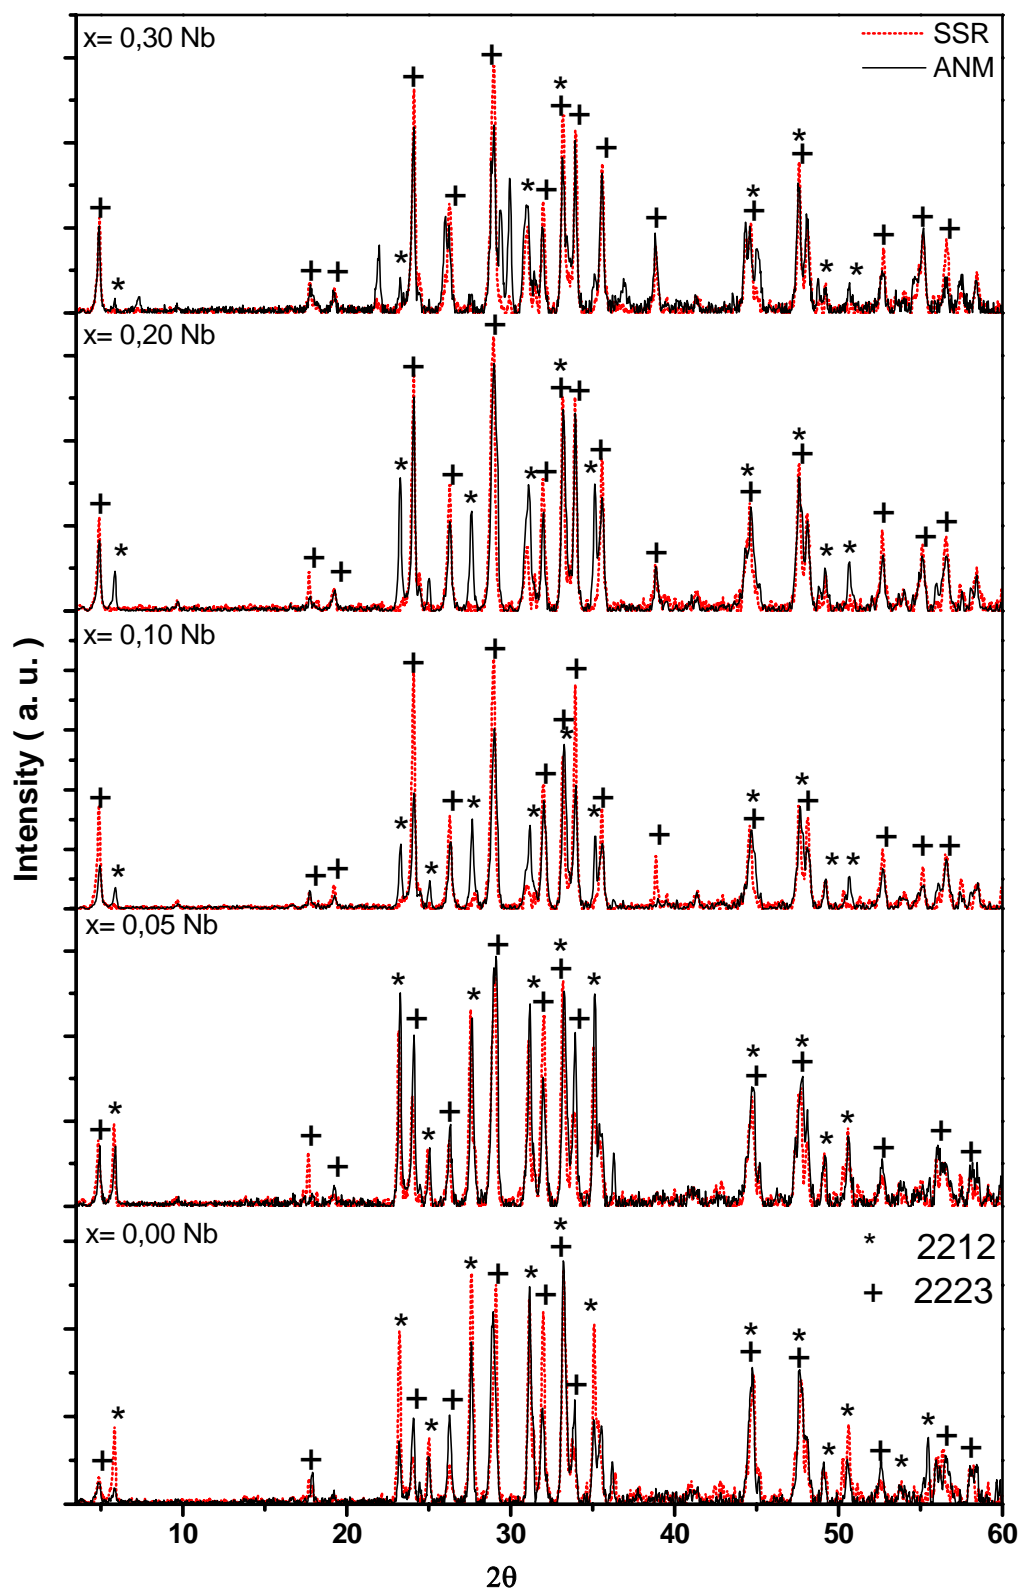 x= 0,30 Nb
SSR
ANM
x= 0,20 Nb
x= 0,10 Nb
x= 0,05 Nb
x= 0,00 Nb
* 2212
+ 2223
Intensity ( a. u. )
10 20 30 40 50 60
2θ